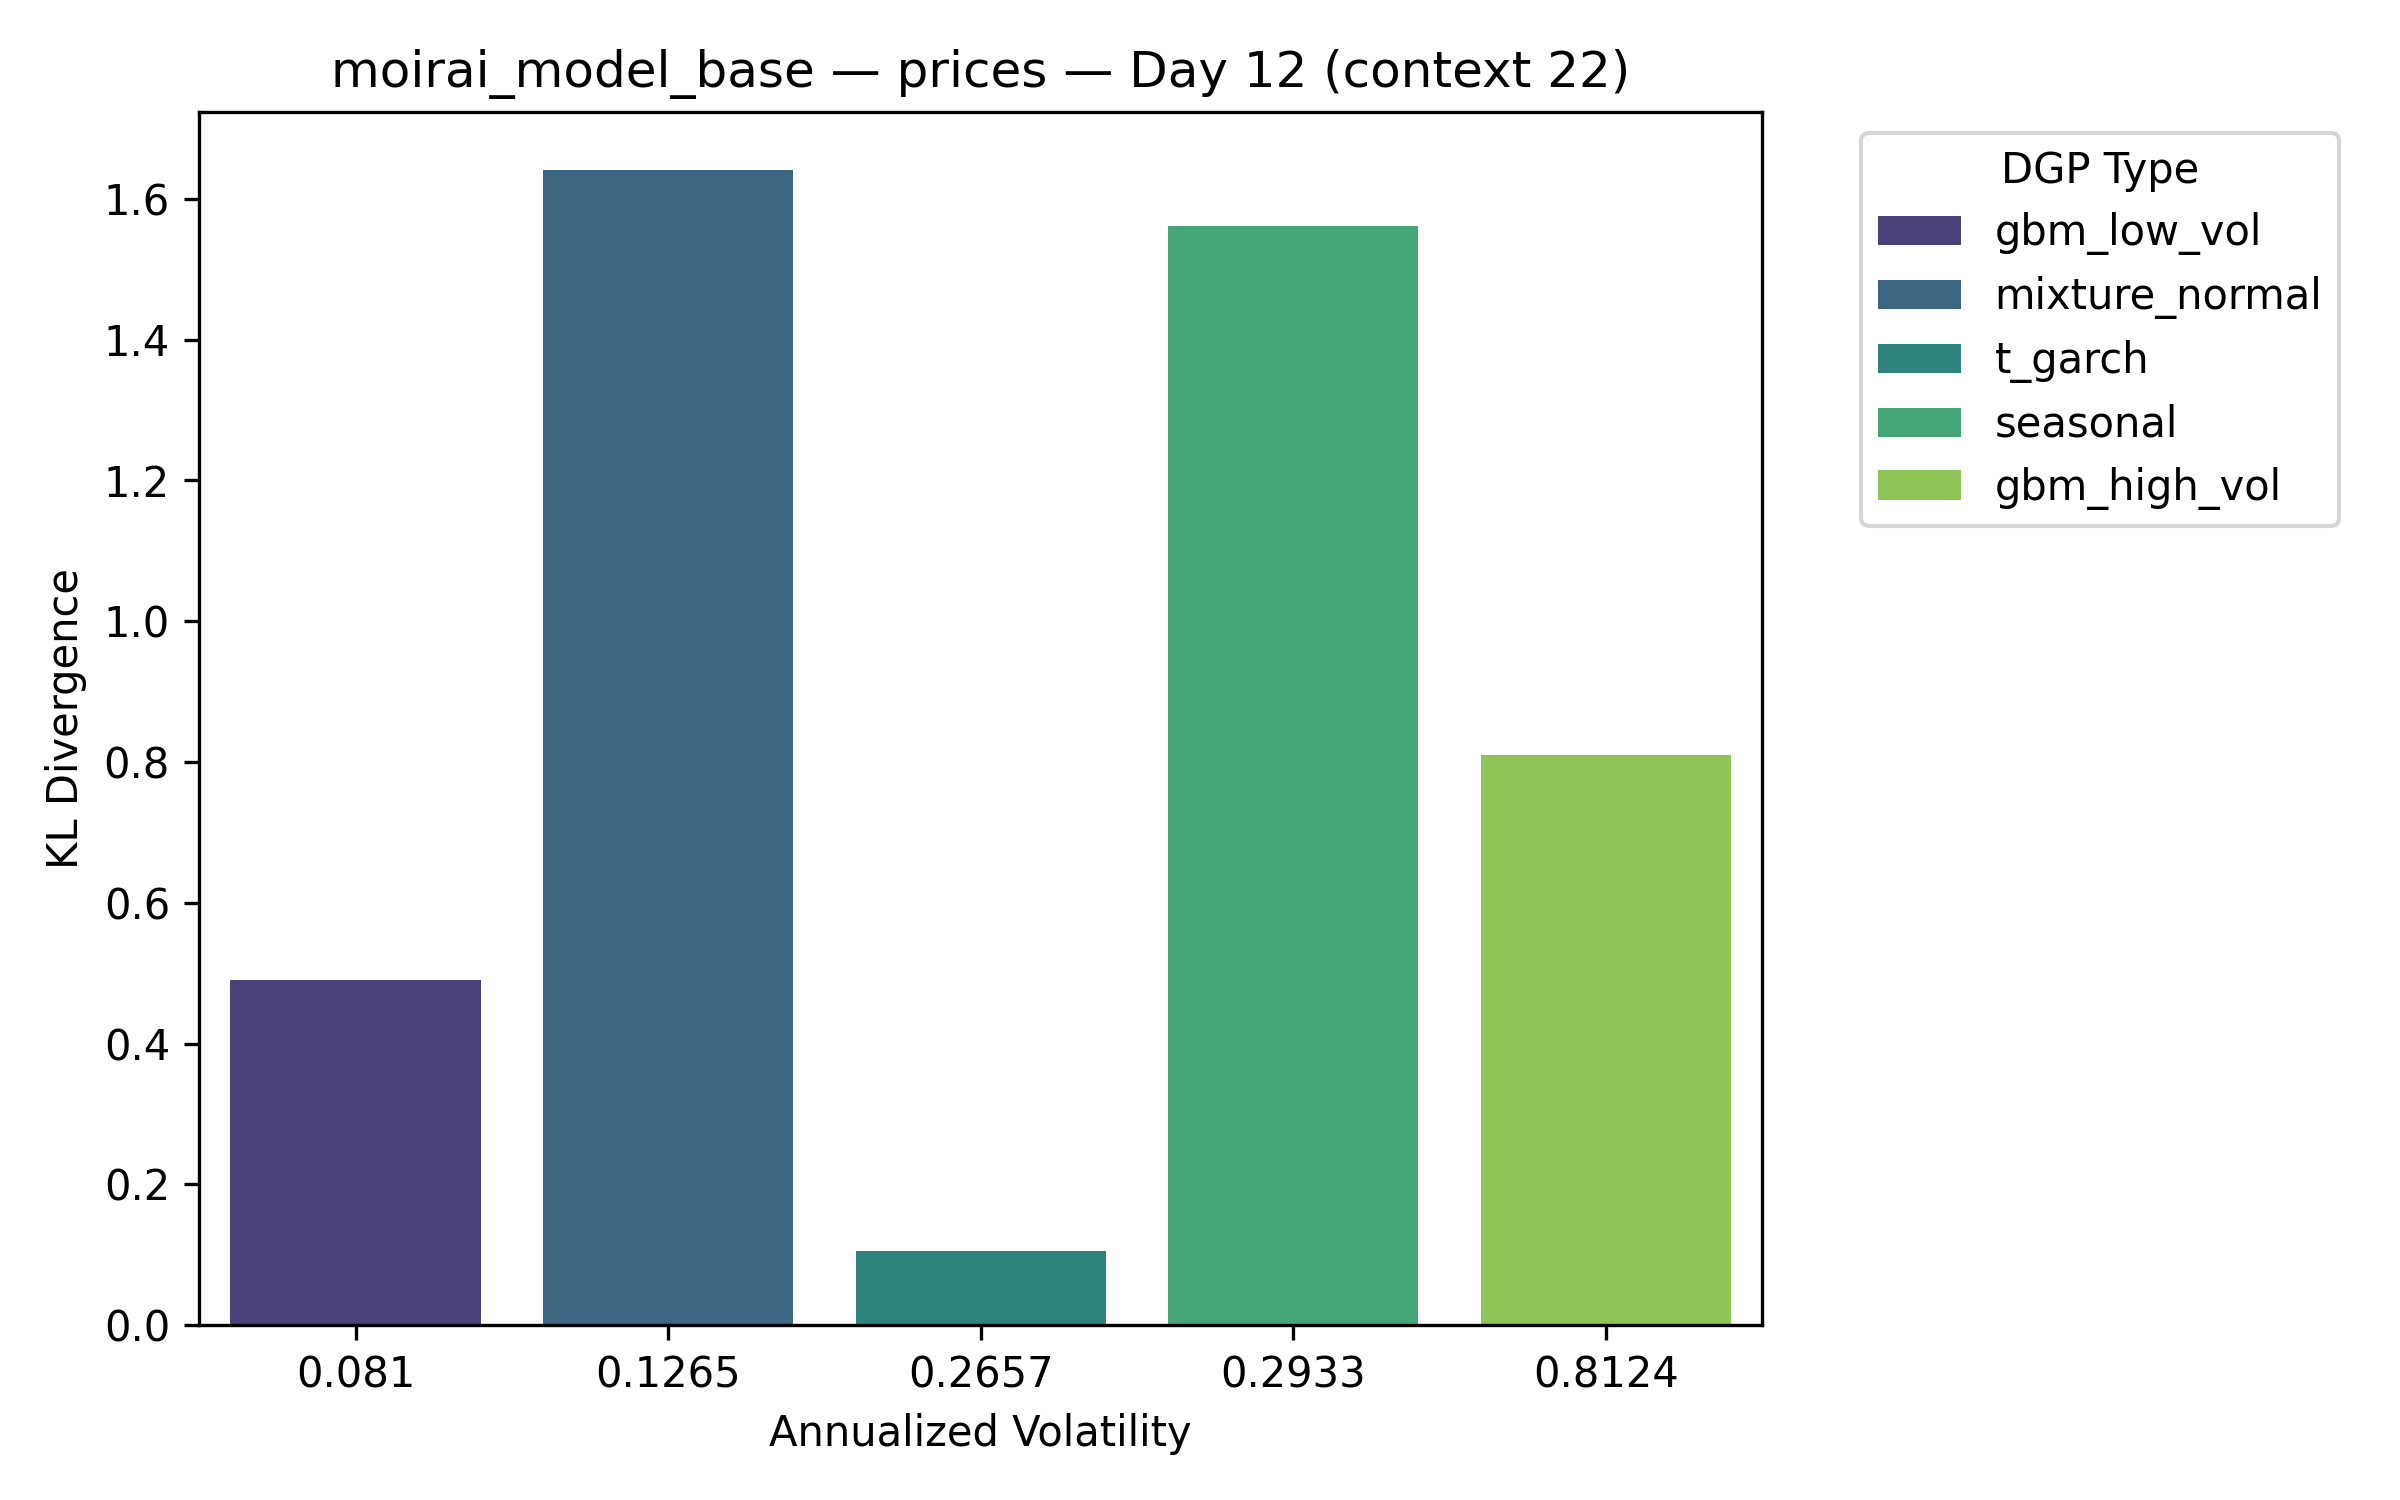 moirai_model_base — prices — Day 12 (context 22)
KL Divergence
1.6
1.4
1.2
1.0
0.8
0.6
0.4
0.2
0.0
0.081 0.1265 0.2657 0.2933 0.8124
Annualized Volatility
DGP Type
gbm_low_vol
mixture_normal
t_garch
seasonal
gbm_high_vol